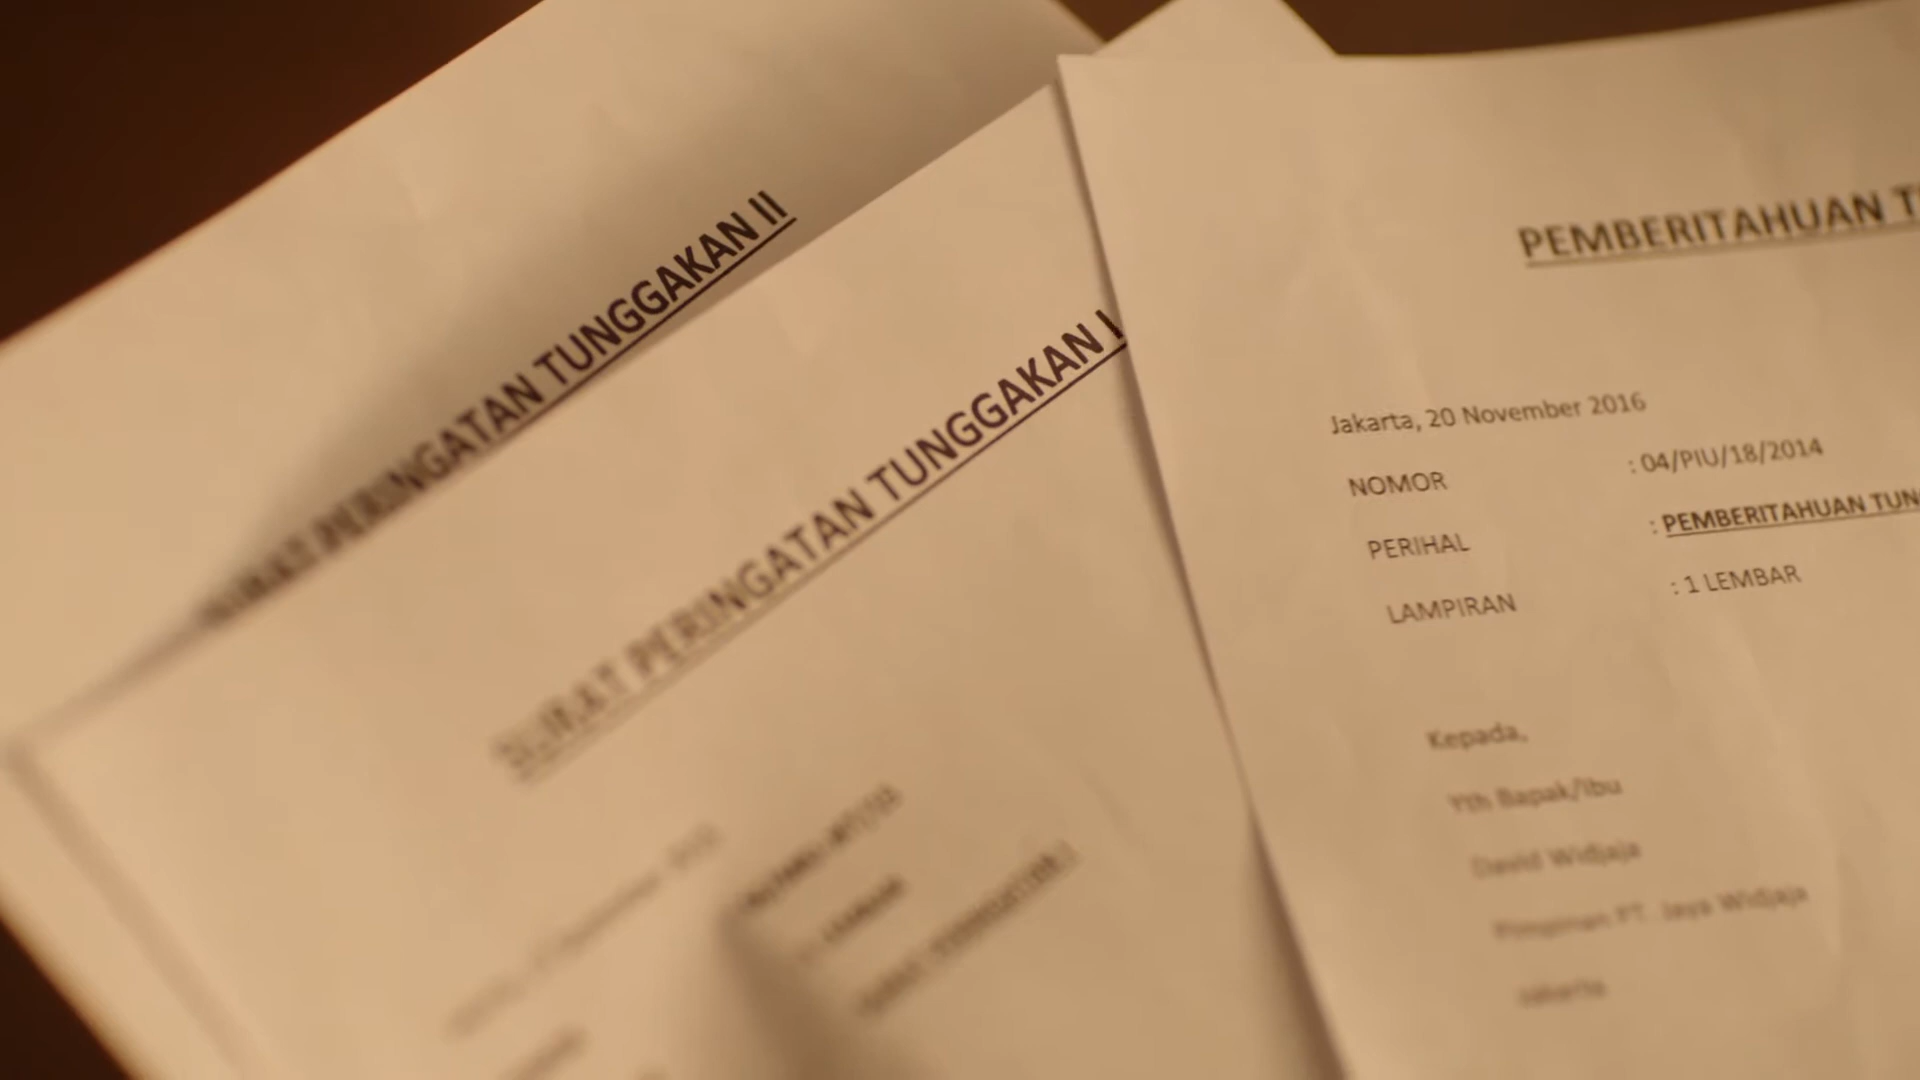 SURAT PERINGATAN TUNGGAKAN II
SURAT PERINGATAN TUNGGAKAN I
PEMBERITAHUAN T
Jakarta, 20 November 2016
NOMOR : 04/PIU/18/2014
PERIHAL : PEMBERITAHUAN TUN
LAMPIRAN : 1 LEMBAR
Kepada,
Yth Bapak/Ibu
David Widjaja
Pimpinan PT. Jaya Widjaja
Jakarta